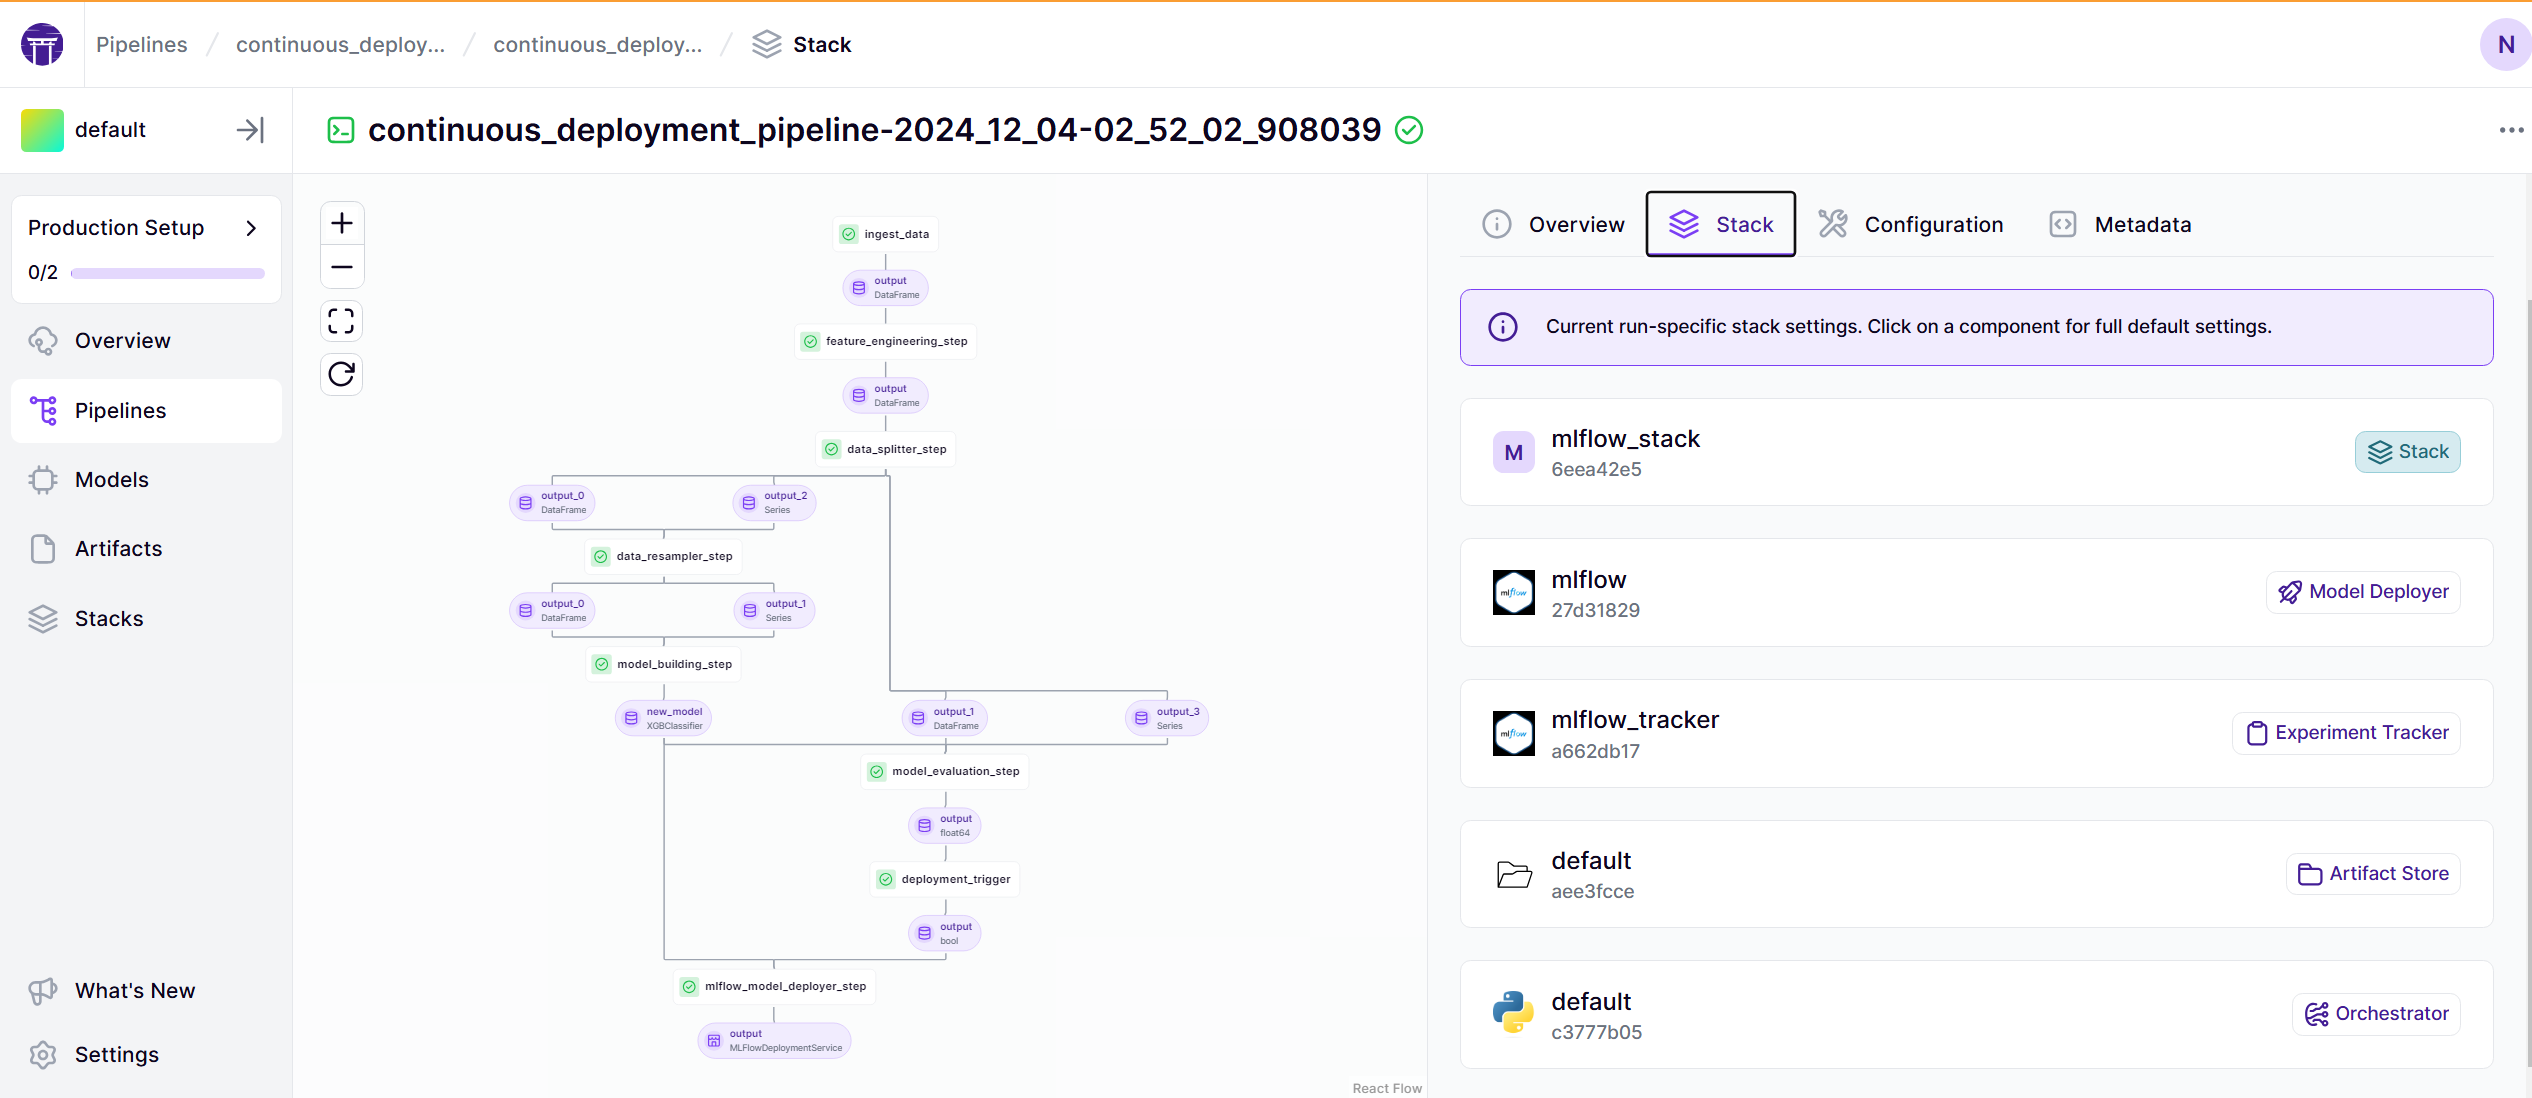 Pipelines / continuous_deploy... / continuous_deploy... / Stack
N
default
continuous_deployment_pipeline-2024_12_04-02_52_02_908039
Production Setup
0/2
Overview
Pipelines
Models
Artifacts
Stacks
What's New
Settings
ingest_data
output
DataFrame
feature_engineering_step
output
DataFrame
data_splitter_step
output_0
DataFrame
output_2
Series
data_resampler_step
output_0
DataFrame
output_1
Series
model_building_step
new_model
XGBClassifier
output_1
DataFrame
output_3
Series
model_evaluation_step
output
float64
deployment_trigger
output
bool
mlflow_model_deployer_step
output
MLFlowDeploymentService
React Flow
Overview
Stack
Configuration
Metadata
Current run-specific stack settings. Click on a component for full default settings.
M
mlflow_stack
6eea42e5
Stack
mlflow
mlflow
27d31829
Model Deployer
mlflow
mlflow_tracker
a662db17
Experiment Tracker
default
aee3fcce
Artifact Store
default
c3777b05
Orchestrator